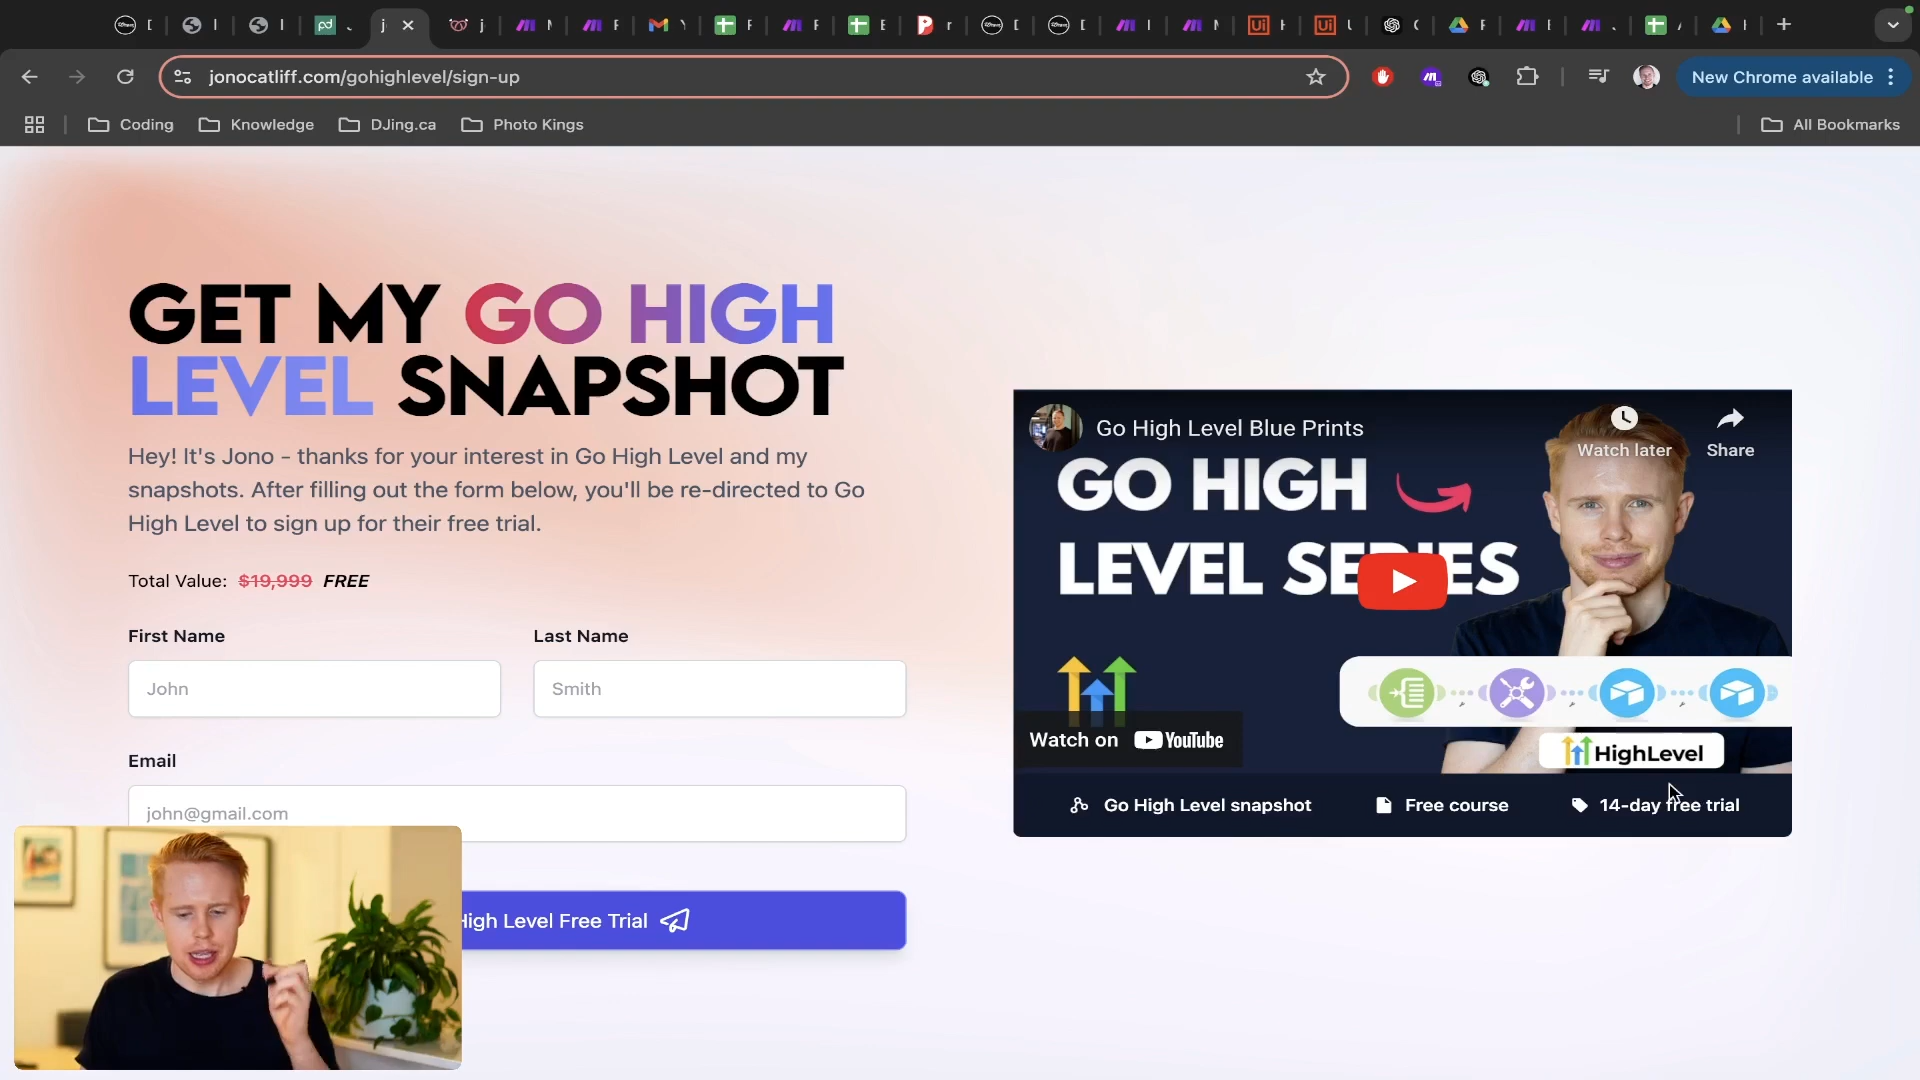 jonocatliff.com/gohighlevel/sign-up
New Chrome available
Coding
Knowledge
DJing.ca
Photo Kings
All Bookmarks
GET MY GO HIGH
LEVEL SNAPSHOT
Hey! It's Jono - thanks for your interest in Go High Level and my
snapshots. After filling out the form below, you'll be re-directed to Go
High Level to sign up for their free trial.
Total Value: $19,999 FREE
First Name
Last Name
John
Smith
Email
john@gmail.com
High Level Free Trial
Go High Level Blue Prints
Watch later
Share
GO HIGH
LEVEL SERIES
Watch on YouTube
HighLevel
Go High Level snapshot
Free course
14-day free trial